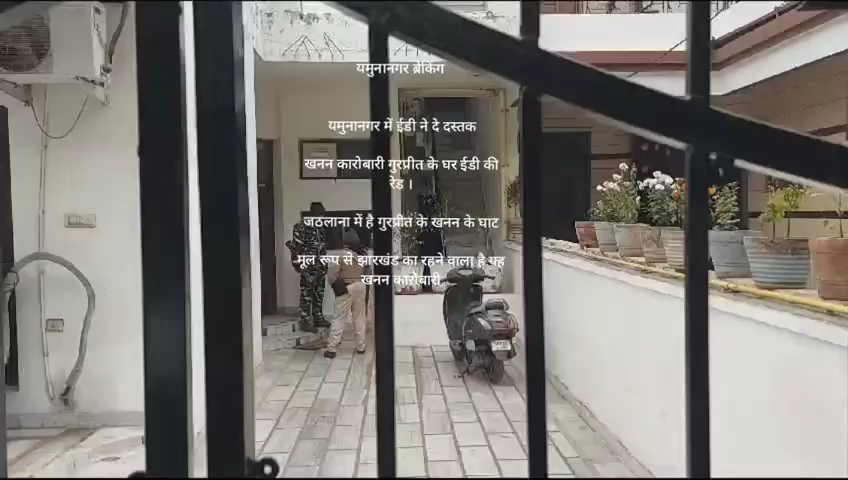 यमुनानगर ब्रेकिंग
यमुनानगर में ईडी ने दे दस्तक
खनन कारोबारी गुरप्रीत के घर ईडी की
रेड ।
जठलाना में है गुरप्रीत के खनन के घाट
मूल रूप से झारखंड का रहने वाला है यह
खनन कारोबारी